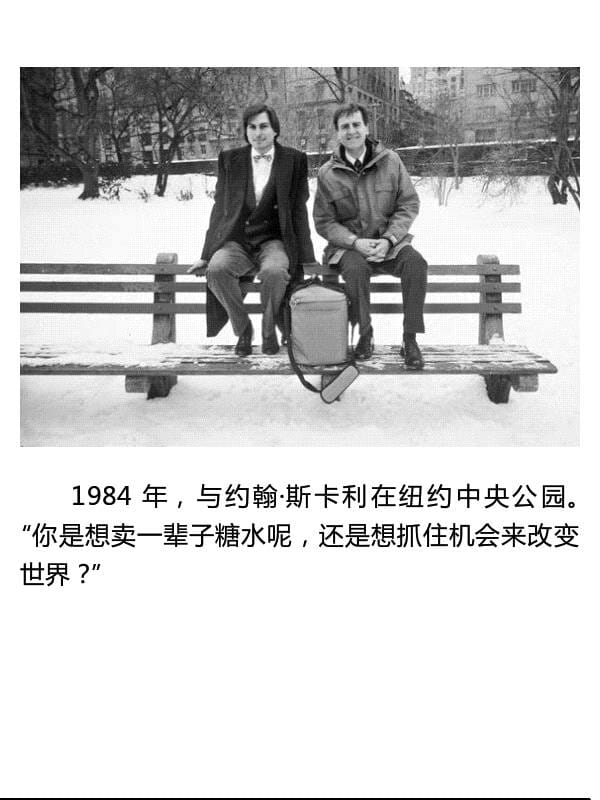 1984 年，与约翰·斯卡利在纽约中央公园。
“你是想卖一辈子糖水呢，还是想抓住机会来改变
世界？”